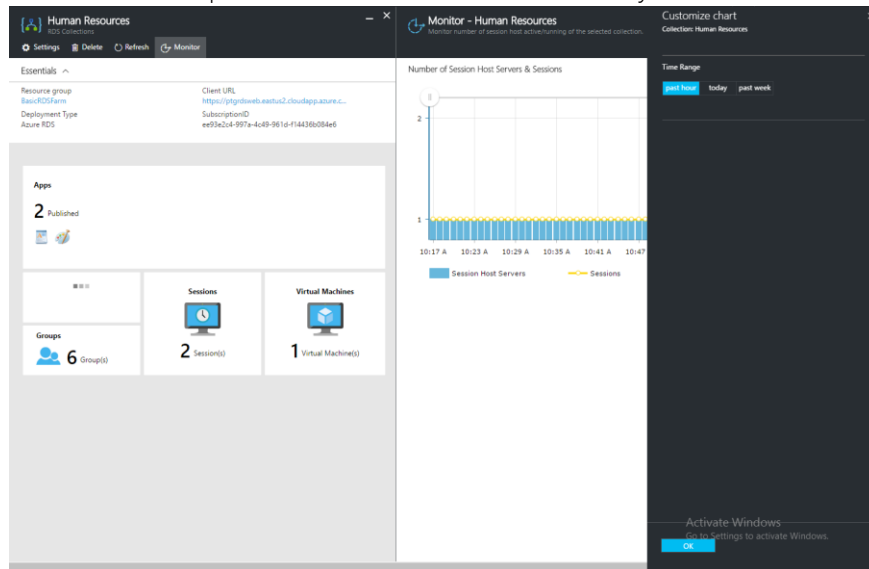 Human Resources
RDS Collections
Settings Delete Refresh Monitor
Essentials
Resource group
BasicRDSFarm
Deployment Type
Azure RDS
Client URL
https://ptgrdsweb.eastus2.cloudapp.azure.c...
SubscriptionID
ee93e2c4-997a-4c49-961d-f14436b084e6
Apps
2 Published
Groups
6 Group(s)
Sessions
2 Session(s)
Virtual Machines
1 Virtual Machine(s)
Monitor - Human Resources
Monitor number of session host active/running of the selected collection.
Number of Session Host Servers & Sessions
2
1
10:17 A 10:23 A 10:29 A 10:35 A 10:41 A 10:47
Session Host Servers Sessions
Customize chart
Collection: Human Resources
Time Range
past hour today past week
Activate Windows
Go to Settings to activate Windows.
OK